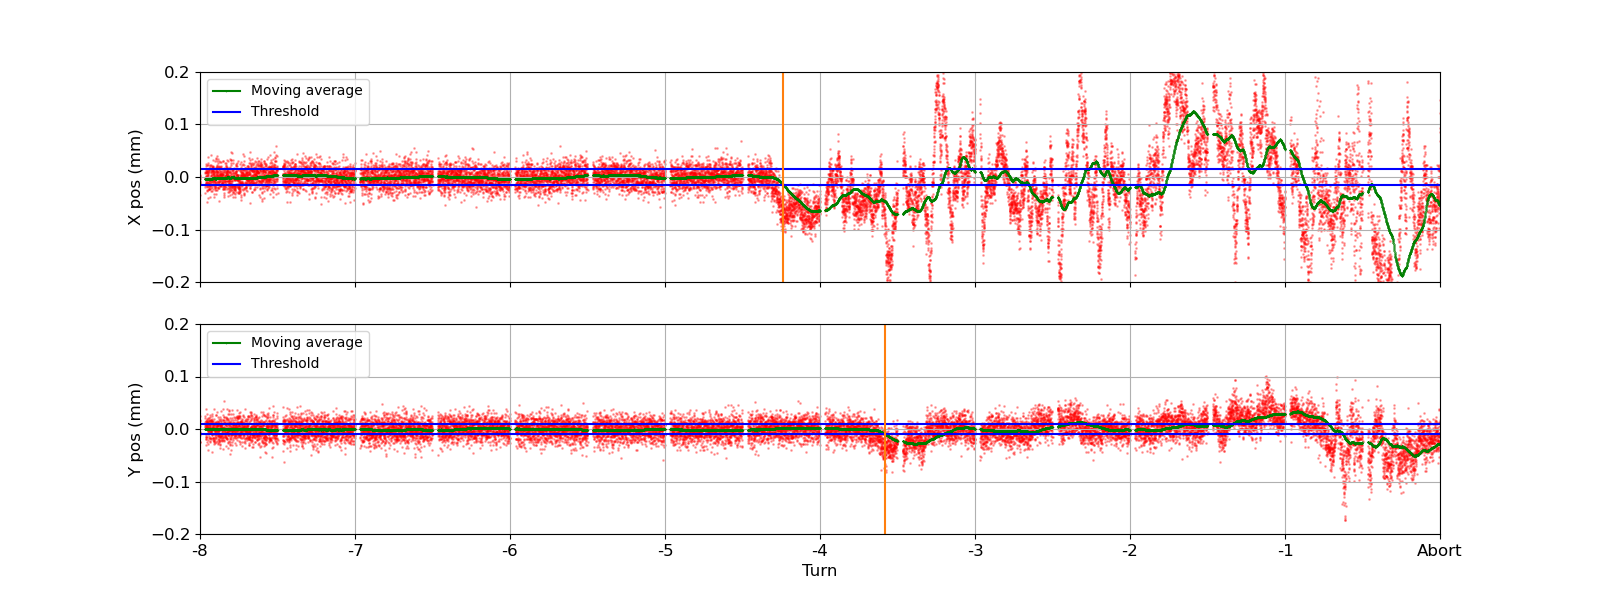 0.2
0.1
0.0
−0.1
−0.2
X pos (mm)
Moving average
Threshold
0.2
0.1
0.0
−0.1
−0.2
Y pos (mm)
Moving average
Threshold
-8 -7 -6 -5 -4 -3 -2 -1 Abort
Turn